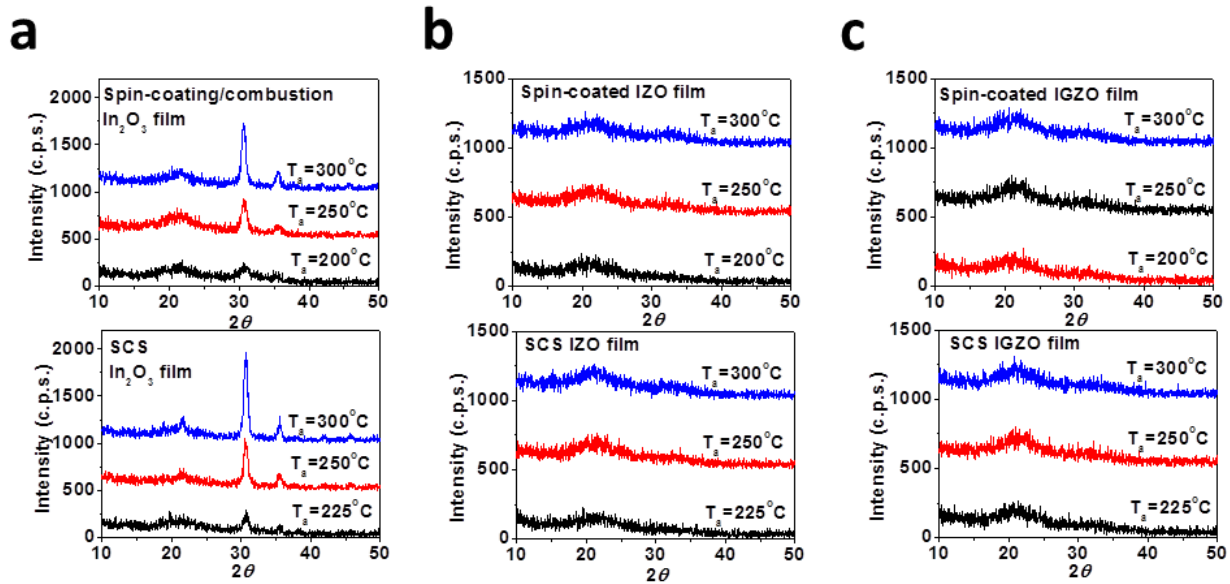 a
b
c
Spin-coating/combustion
In₂O₃ film
Tₐ=300°C
Tₐ=250°C
Tₐ=200°C
Intensity (c.p.s.)
2000
1500
1000
500
0
10 20 30 40 50
2θ
Spin-coated IZO film
Tₐ=300°C
Tₐ=250°C
Tₐ=200°C
Intensity (c.p.s.)
1500
1000
500
0
10 20 30 40 50
2θ
Spin-coated IGZO film
Tₐ=300°C
Tₐ=250°C
Tₐ=200°C
Intensity (c.p.s.)
1500
1000
500
0
10 20 30 40 50
2θ
SCS
In₂O₃ film
Tₐ=300°C
Tₐ=250°C
Tₐ=225°C
Intensity (c.p.s.)
2000
1500
1000
500
0
10 20 30 40 50
2θ
SCS IZO film
Tₐ=300°C
Tₐ=250°C
Tₐ=225°C
Intensity (c.p.s.)
1500
1000
500
0
10 20 30 40 50
2θ
SCS IGZO film
Tₐ=300°C
Tₐ=250°C
Tₐ=225°C
Intensity (c.p.s.)
1500
1000
500
0
10 20 30 40 50
2θ